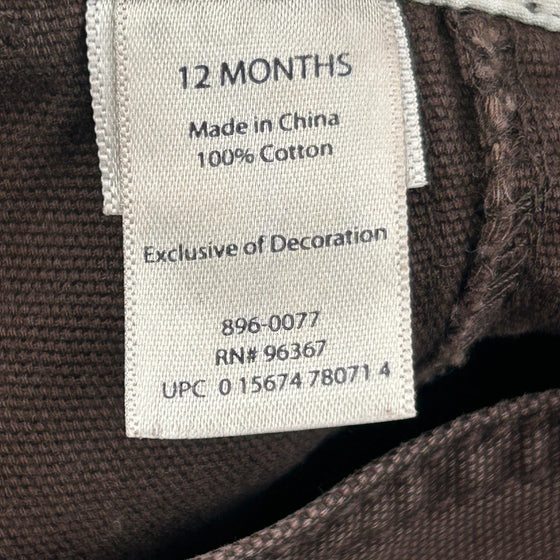 12 MONTHS
Made in China
100% Cotton
Exclusive of Decoration
896-0077
RN# 96367
UPC 0 15674 78071 4